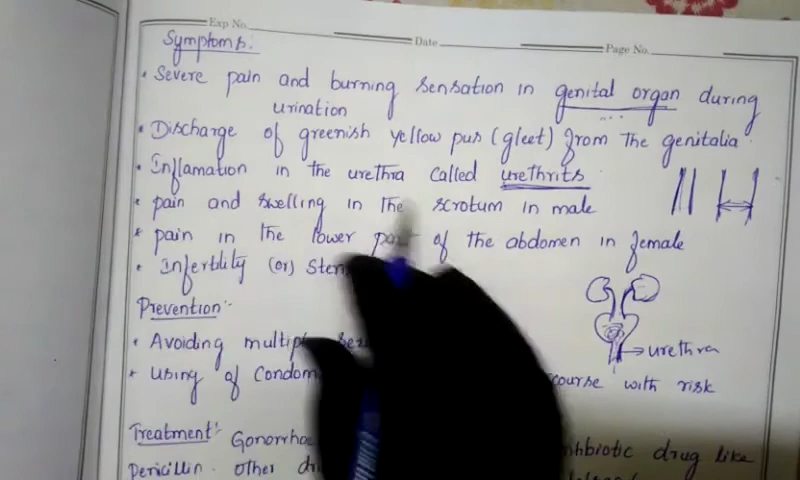 Exp No.
Date
Page No.
Symptoms:
• Severe pain and burning sensation in genital organ during
urination
• Discharge of greenish yellow pus (gleet) from the genitalia
• Inflamation in the urethra called urethrits
• pain and swelling in the scrotum in male
• pain in the lower part of the abdomen in female
• Infertility (or)
Prevention:-
• Avoiding
• Using of Condom course with risk
urethra
Treatment:- drug like
Penicillin. other